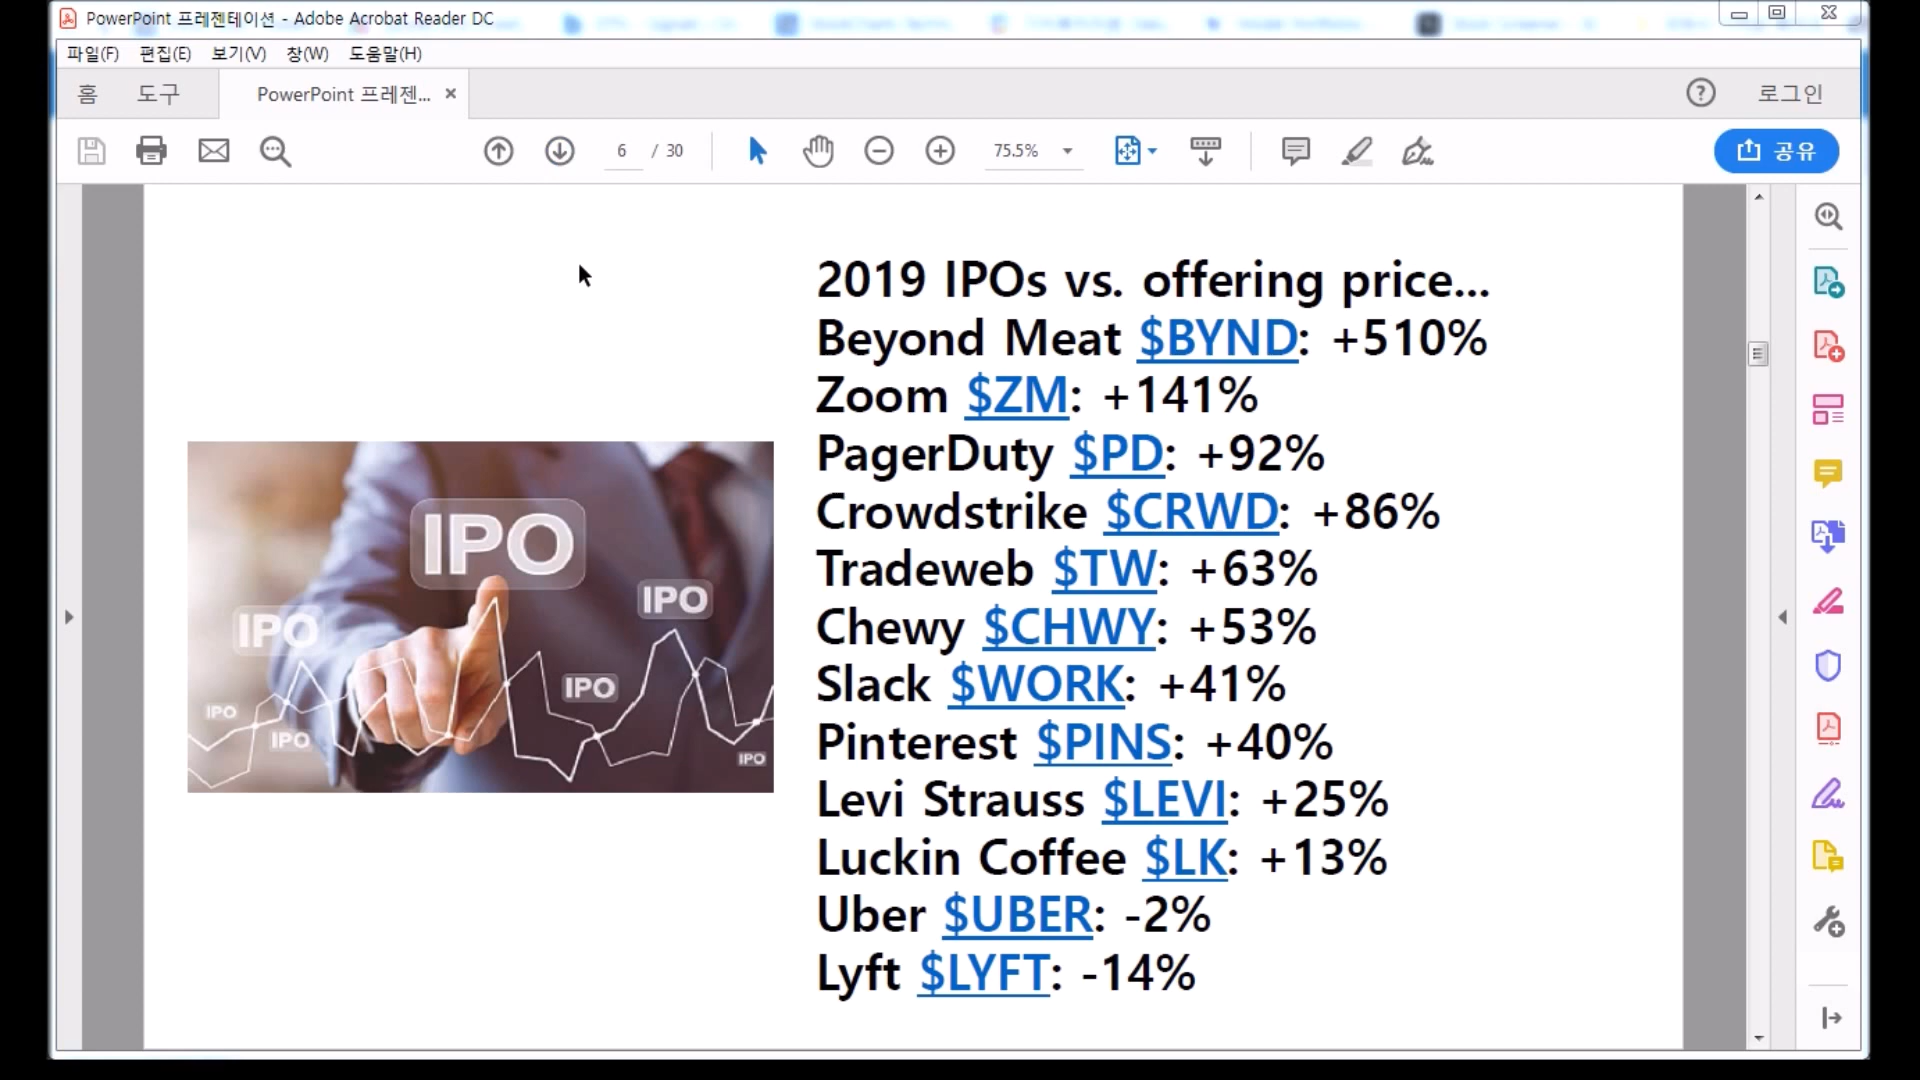 PowerPoint 프레젠테이션 - Adobe Acrobat Reader DC
파일(F) 편집(E) 보기(V) 창(W) 도움말(H)
홈 도구 PowerPoint 프레젠... × 로그인
6 / 30 75.5% 공유
2019 IPOs vs. offering price...
Beyond Meat $BYND: +510%
Zoom $ZM: +141%
PagerDuty $PD: +92%
Crowdstrike $CRWD: +86%
Tradeweb $TW: +63%
Chewy $CHWY: +53%
Slack $WORK: +41%
Pinterest $PINS: +40%
Levi Strauss $LEVI: +25%
Luckin Coffee $LK: +13%
Uber $UBER: -2%
Lyft $LYFT: -14%
IPO
IPO
IPO
IPO
IPO
IPO
IPO